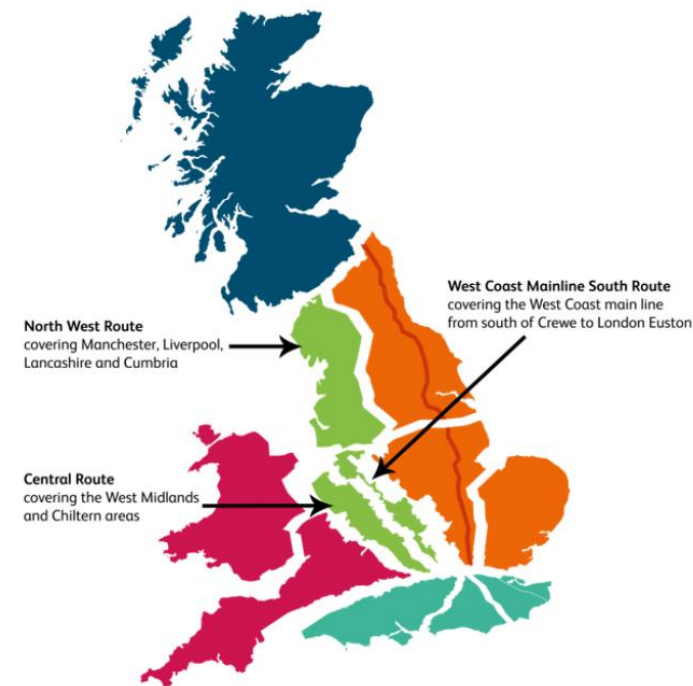 West Coast Mainline South Route
covering the West Coast main line
from south of Crewe to London Euston
North West Route
covering Manchester, Liverpool,
Lancashire and Cumbria
Central Route
covering the West Midlands
and Chiltern areas